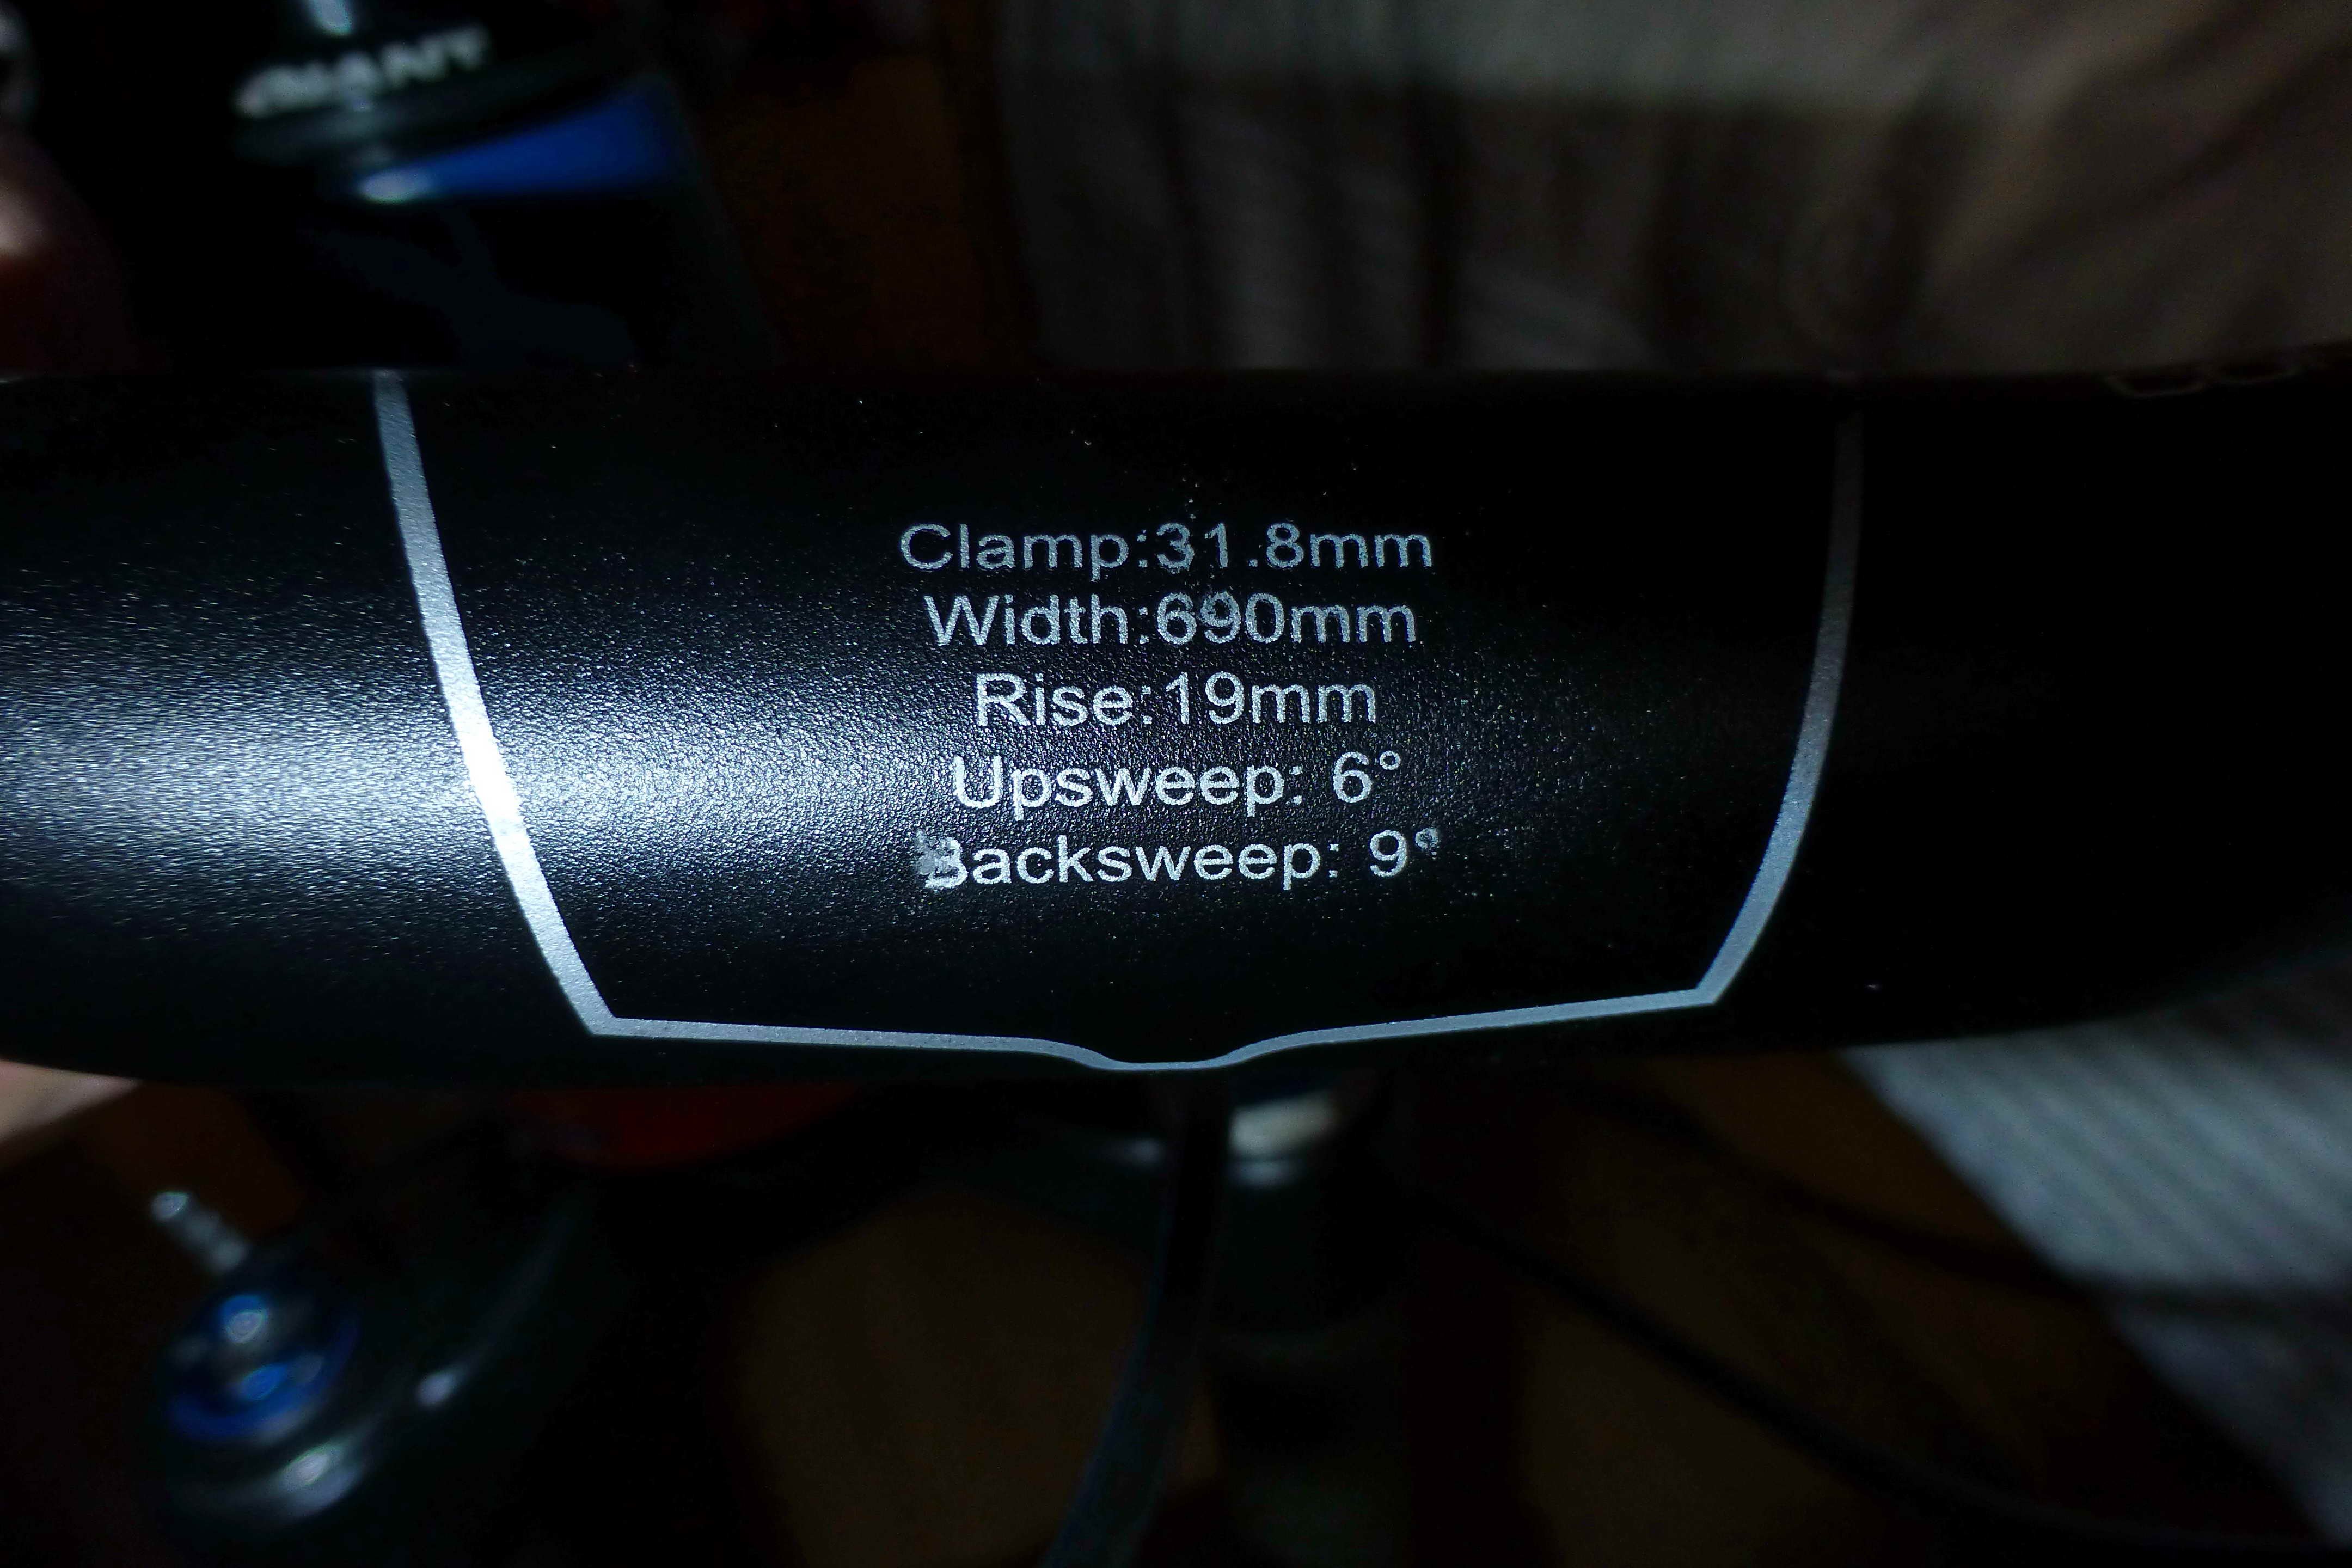 GIANT
Clamp:31.8mm
Width:690mm
Rise:19mm
Upsweep: 6°
Backsweep: 9°